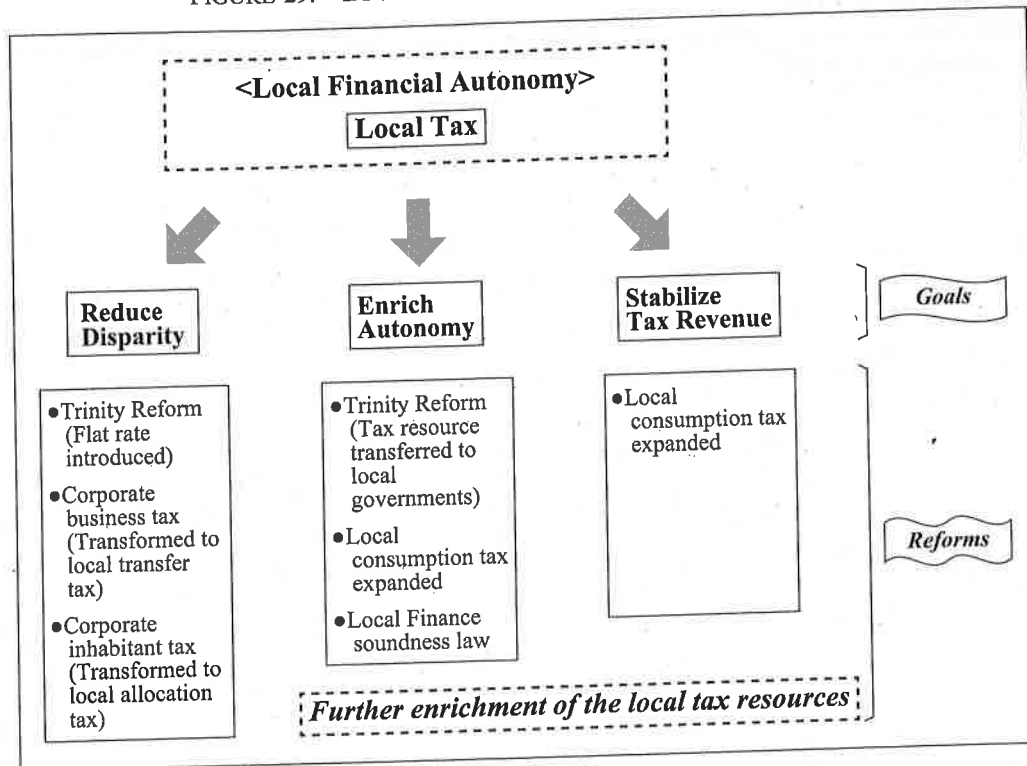 FIGURE 29.
<Local Financial Autonomy>
Local Tax
Reduce
Disparity
Enrich
Autonomy
Stabilize
Tax Revenue
Goals
●Trinity Reform
(Flat rate
introduced)
●Corporate
business tax
(Transformed to
local transfer
tax)
●Corporate
inhabitant tax
(Transformed to
local allocation
tax)
●Trinity Reform
(Tax resource
transferred to
local
governments)
●Local
consumption tax
expanded
●Local Finance
soundness law
●Local
consumption tax
expanded
Reforms
Further enrichment of the local tax resources